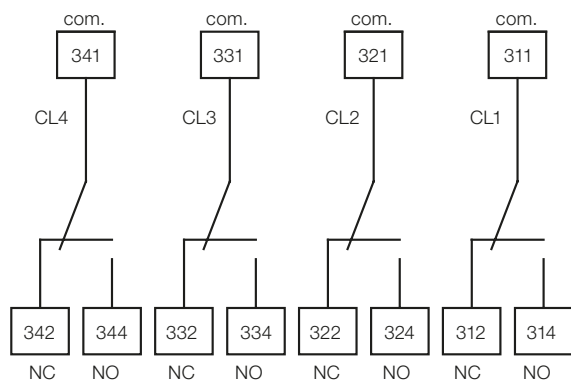 com. com. com. com.
341 331 321 311
CL4 CL3 CL2 CL1
342 344 332 334 322 324 312 314
NC NO NC NO NC NO NC NO